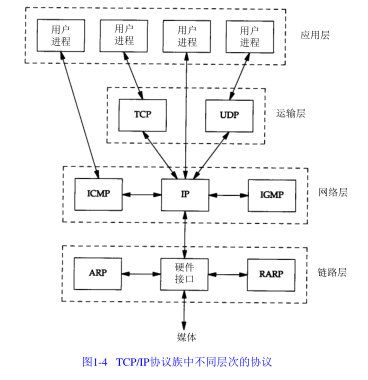 用户 用户 用户 用户
进程 进程 进程 进程
应用层
TCP UDP
运输层
ICMP IP IGMP
网络层
ARP
硬件
接口
RARP
链路层
媒体
图1-4 TCP/IP协议族中不同层次的协议